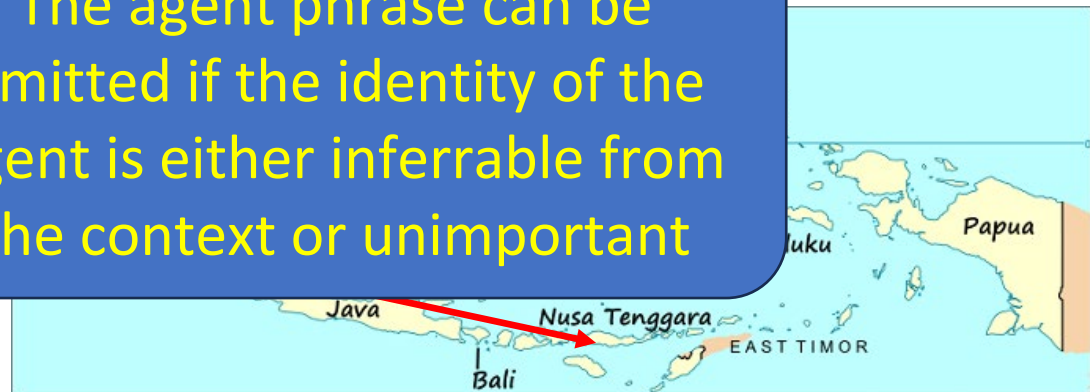 The agent phrase can be
mitted if the identity of the
gent is either inferrable from
he context or unimportant
Papua
luku
Java
Nusa Tenggara
EAST TIMOR
Bali